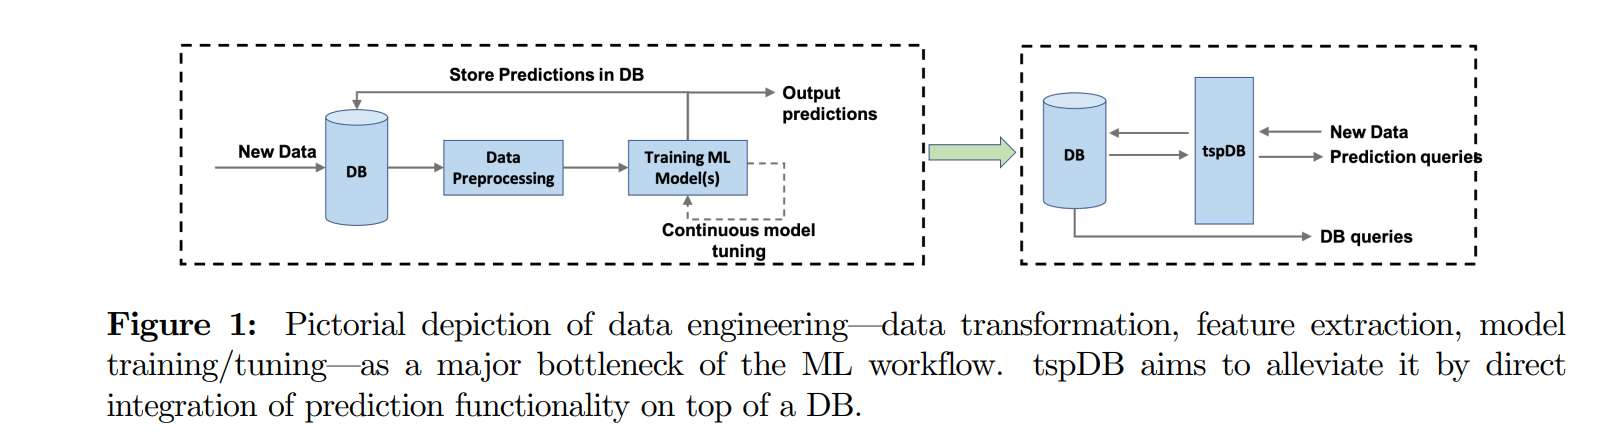 Store Predictions in DB
Output
predictions
New Data
DB
Data
Preprocessing
Training ML
Model(s)
Continuous model
tuning
DB
tspDB
New Data
Prediction queries
DB queries
Figure 1: Pictorial depiction of data engineering—data transformation, feature extraction, model
training/tuning—as a major bottleneck of the ML workflow. tspDB aims to alleviate it by direct
integration of prediction functionality on top of a DB.